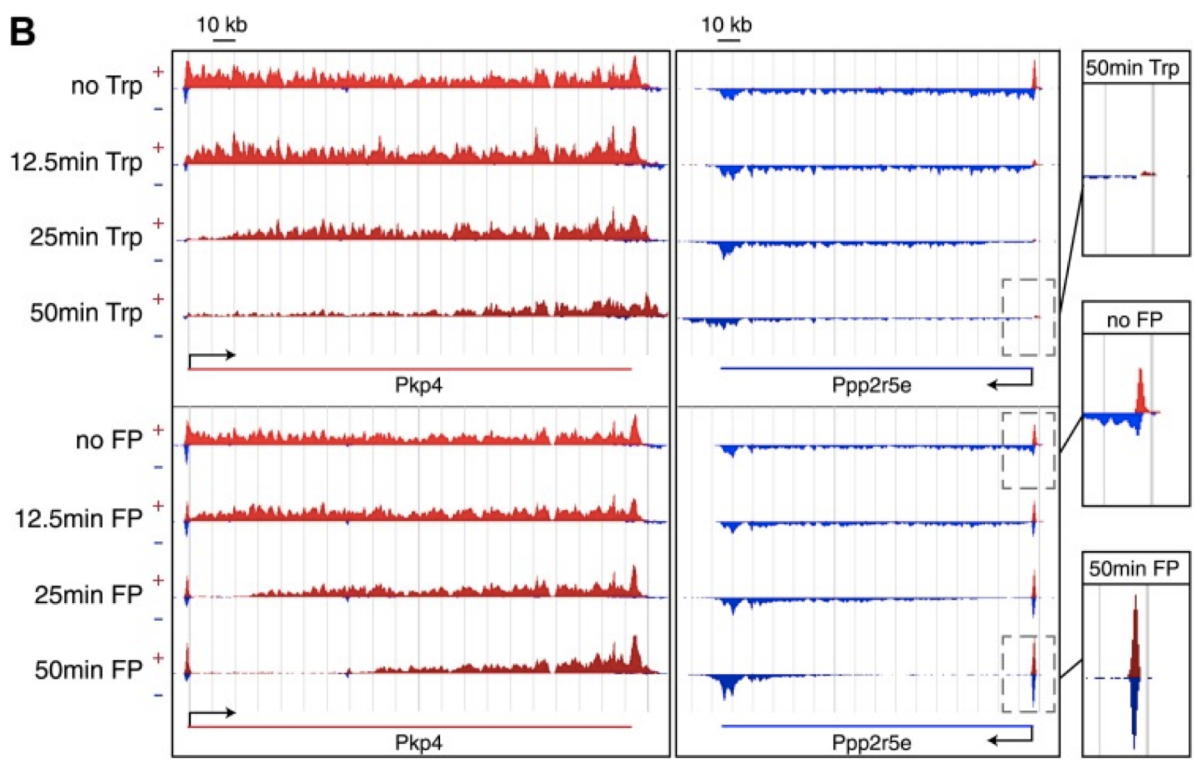 B
10 kb
10 kb
no Trp + −
12.5min Trp + −
25min Trp + −
50min Trp + −
Pkp4
Ppp2r5e
50min Trp
no FP + −
12.5min FP + −
25min FP + −
50min FP + −
Pkp4
Ppp2r5e
no FP
50min FP